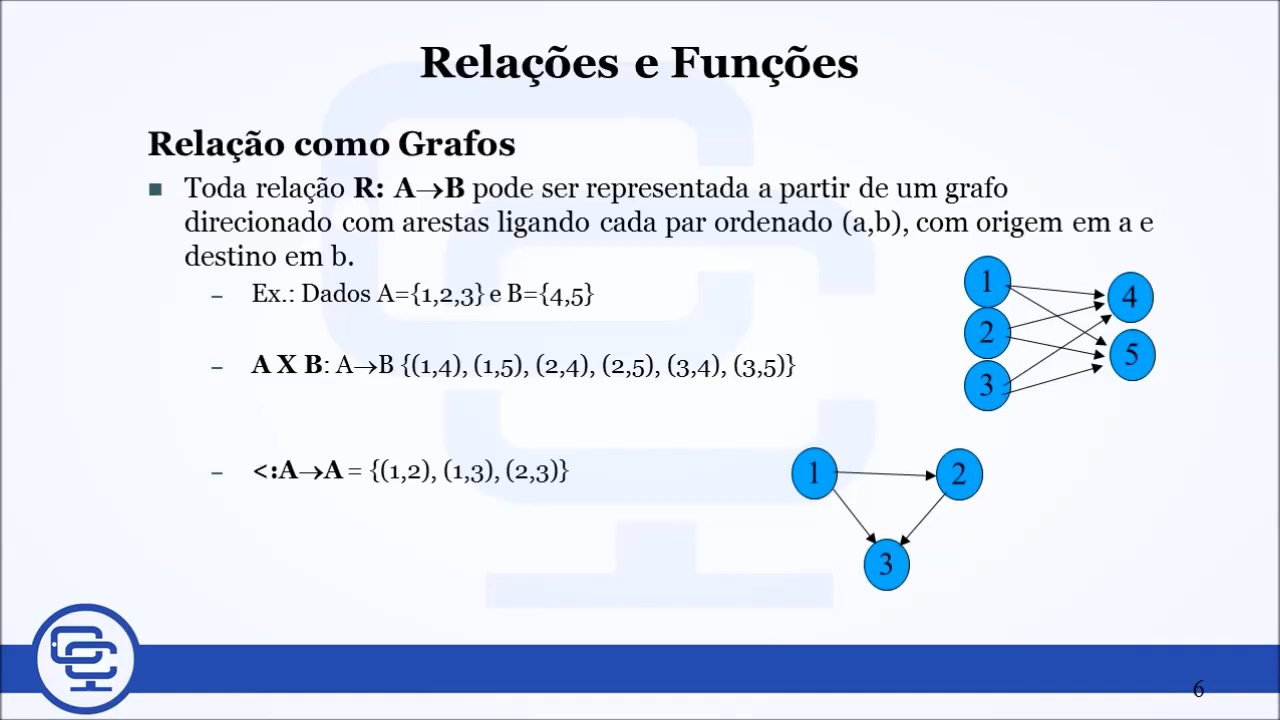 Relações e Funções
Relação como Grafos
Toda relação R: A→B pode ser representada a partir de um grafo
direcionado com arestas ligando cada par ordenado (a,b), com origem em a e
destino em b.
– Ex.: Dados A={1,2,3} e B={4,5}
1
4
2
5
3
– A X B: A→B {(1,4), (1,5), (2,4), (2,5), (3,4), (3,5)}
– <:A→A = {(1,2), (1,3), (2,3)}
1
2
3
6